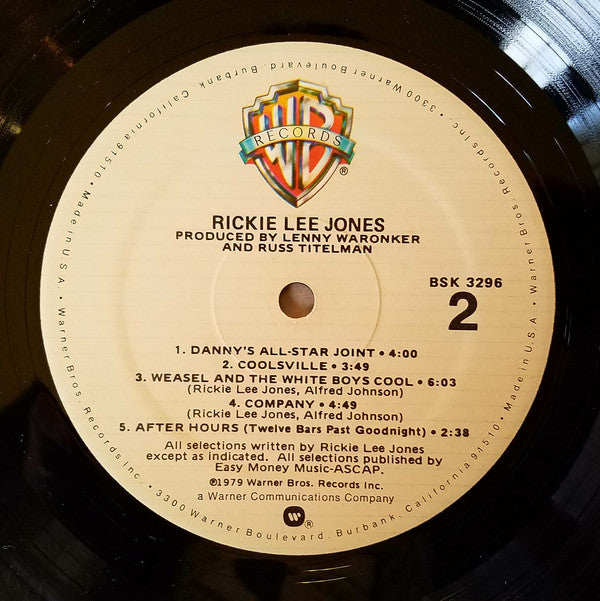 WB
RECORDS
®
RICKIE LEE JONES
PRODUCED BY LENNY WARONKER
AND RUSS TITELMAN
BSK 3296
2
1. DANNY'S ALL-STAR JOINT • 4:00
2. COOLSVILLE • 3:49
3. WEASEL AND THE WHITE BOYS COOL • 6:03
(Rickie Lee Jones, Alfred Johnson)
4. COMPANY • 4:49
(Rickie Lee Jones, Alfred Johnson)
5. AFTER HOURS (Twelve Bars Past Goodnight) • 2:38
All selections written by Rickie Lee Jones
except as indicated. All selections published by
Easy Money Music-ASCAP.
℗1979 Warner Bros. Records Inc.
a Warner Communications Company
W®
• Made in U.S.A. • Warner Bros. Records Inc. • 3300 Warner Boulevard, Burbank, California 91510 • Made in U.S.A. • Warner Bros. Records Inc. • 3300 Warner Boulevard, Burbank, California 91510